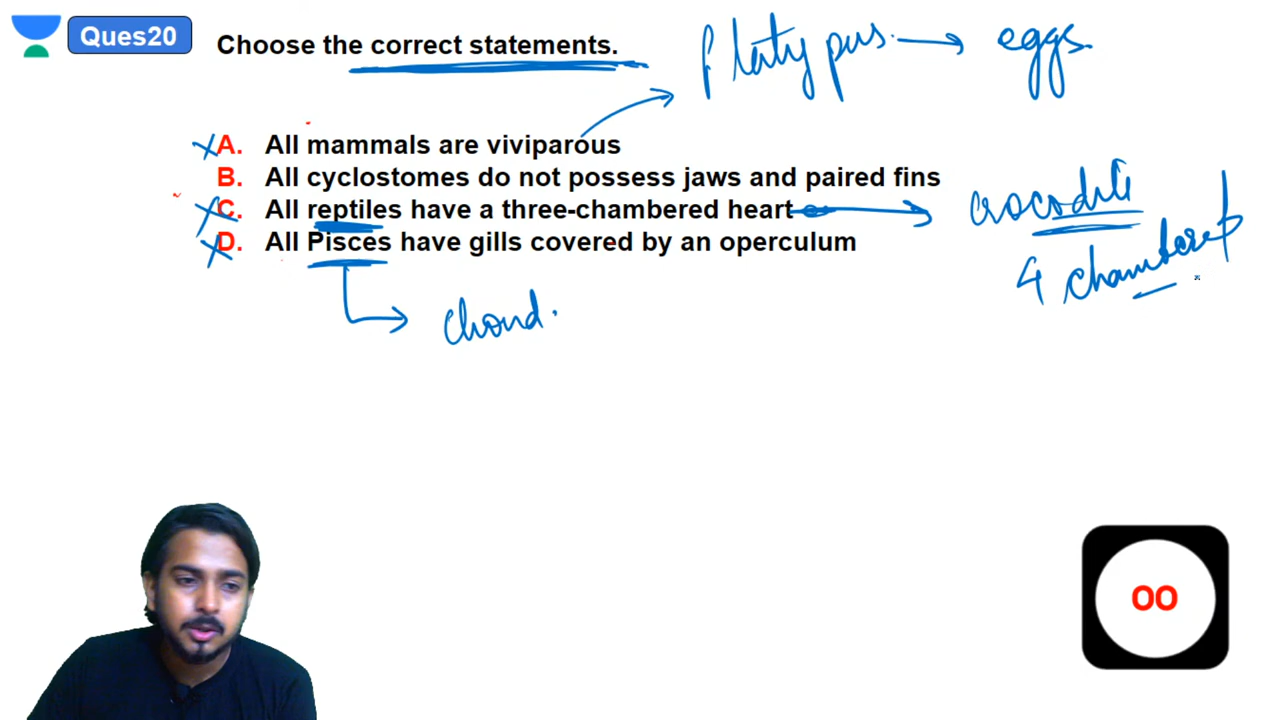 Ques20
Choose the correct statements.
Platypus. → eggs.
A. All mammals are viviparous
B. All cyclostomes do not possess jaws and paired fins
C. All reptiles have a three-chambered heart
crocodile
D. All Pisces have gills covered by an operculum
4 chambered
chond.
00